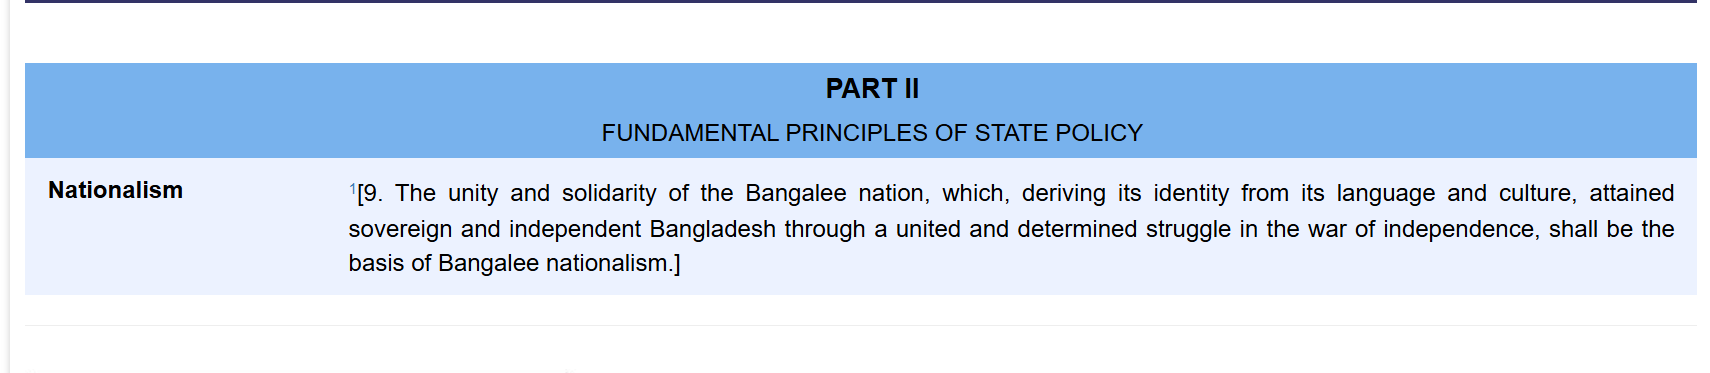 PART II
FUNDAMENTAL PRINCIPLES OF STATE POLICY
Nationalism
¹[9. The unity and solidarity of the Bangalee nation, which, deriving its identity from its language and culture, attained
sovereign and independent Bangladesh through a united and determined struggle in the war of independence, shall be the
basis of Bangalee nationalism.]